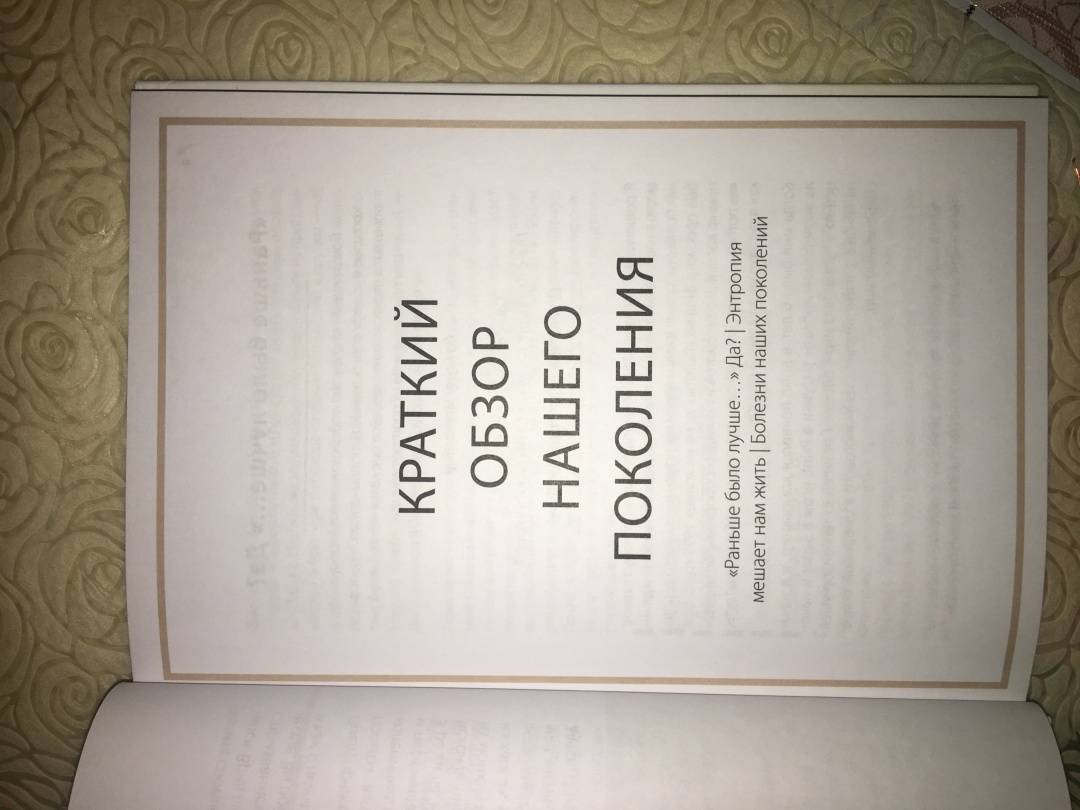 КРАТКИЙ
ОБЗОР
НАШЕГО
ПОКОЛЕНИЯ
«Раньше было лучше…» Да? | Энтропия
мешает нам жить | Болезни наших поколений